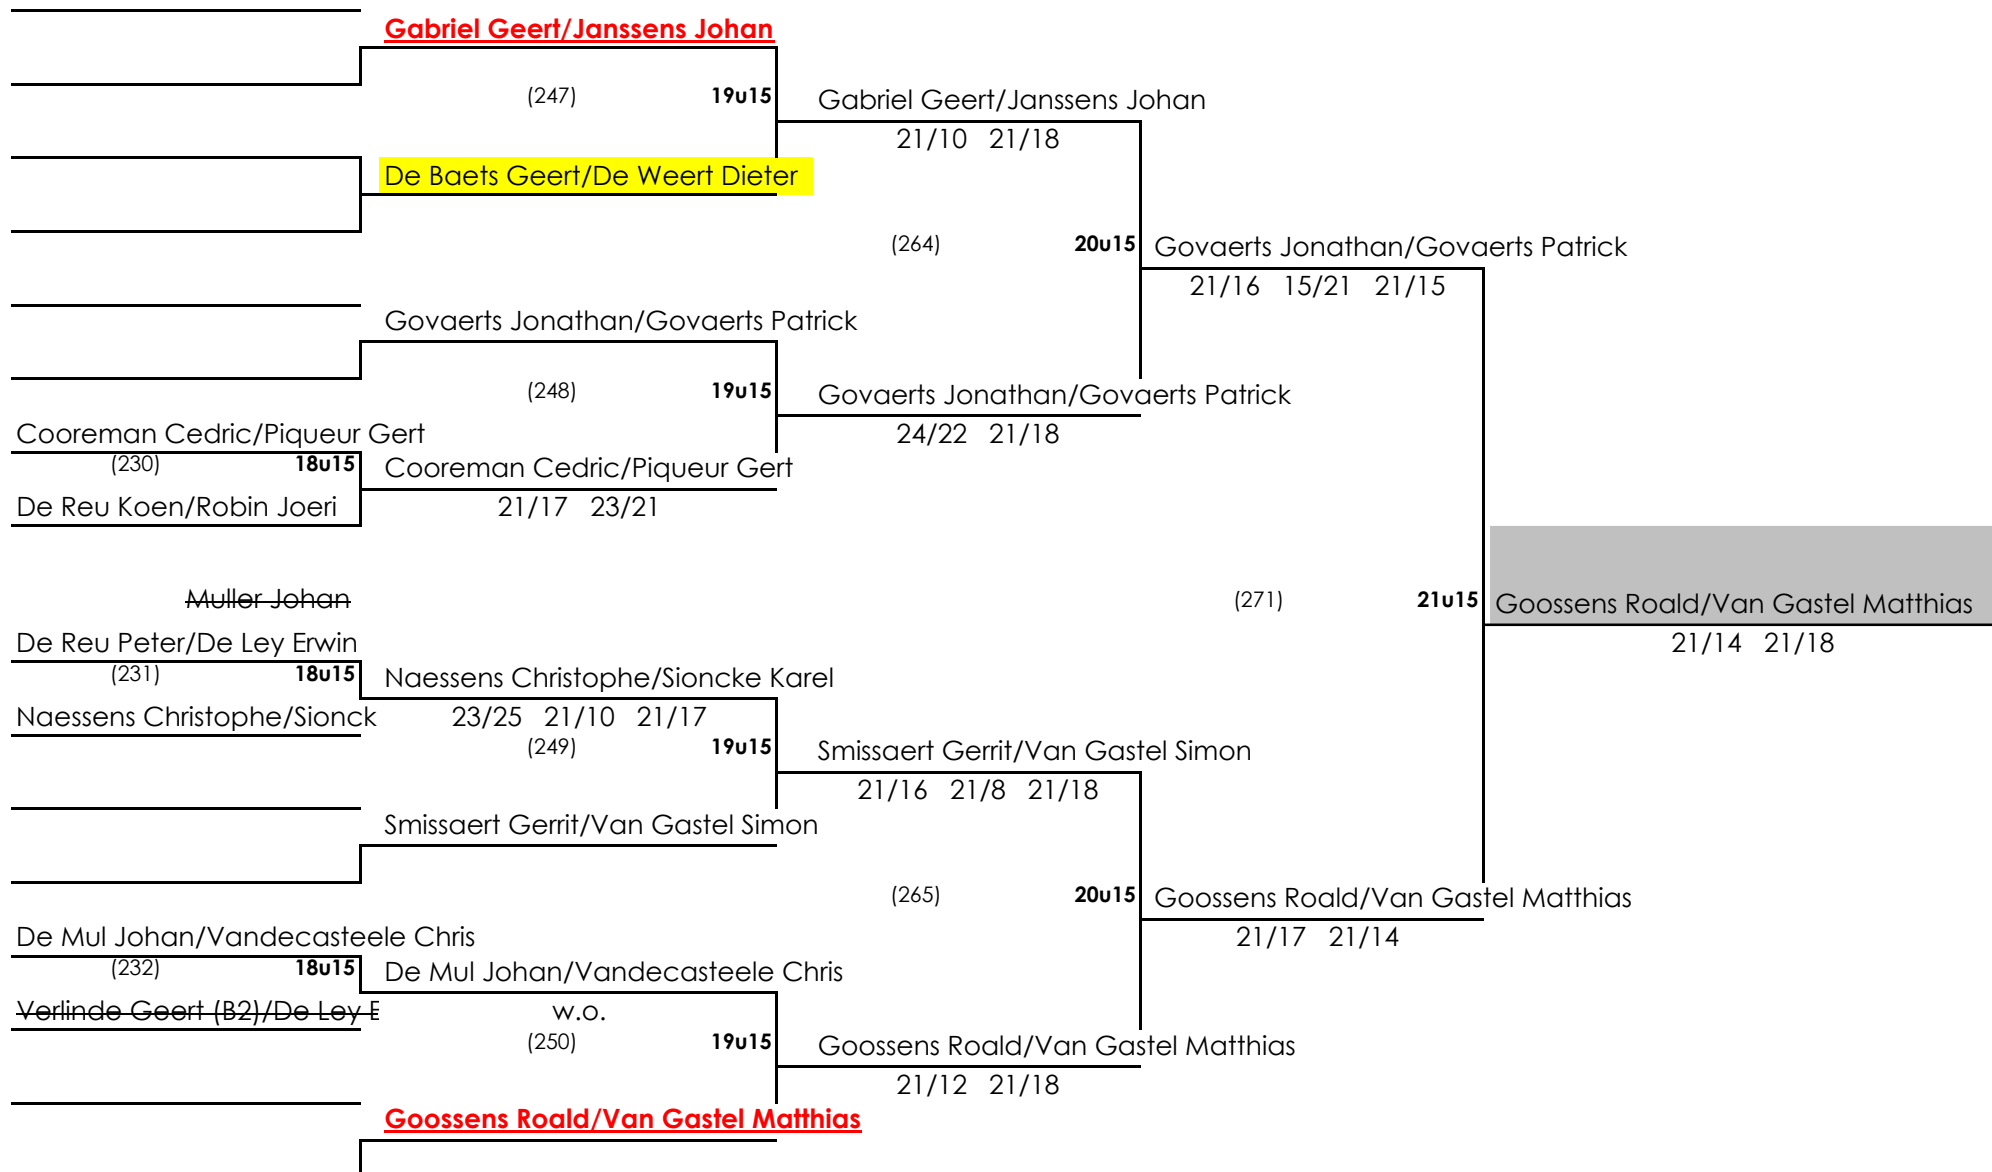 Gabriel Geert/Janssens Johan
(247) 19u15 Gabriel Geert/Janssens Johan
21/10 21/18
De Baets Geert/De Weert Dieter
(264) 20u15 Govaerts Jonathan/Govaerts Patrick
21/16 15/21 21/15
Govaerts Jonathan/Govaerts Patrick
(248) 19u15 Govaerts Jonathan/Govaerts Patrick
24/22 21/18
Cooreman Cedric/Piqueur Gert
(230) 18u15 Cooreman Cedric/Piqueur Gert
De Reu Koen/Robin Joeri 21/17 23/21
Muller Johan
(271) 21u15 Goossens Roald/Van Gastel Matthias
21/14 21/18
De Reu Peter/De Ley Erwin
(231) 18u15 Naessens Christophe/Sioncke Karel
Naessens Christophe/Sionck 23/25 21/10 21/17
(249) 19u15 Smissaert Gerrit/Van Gastel Simon
21/16 21/8 21/18
Smissaert Gerrit/Van Gastel Simon
(265) 20u15 Goossens Roald/Van Gastel Matthias
21/17 21/14
De Mul Johan/Vandecasteele Chris
(232) 18u15 De Mul Johan/Vandecasteele Chris
Verlinde Geert (B2)/De Ley E w.o.
(250) 19u15 Goossens Roald/Van Gastel Matthias
21/12 21/18
Goossens Roald/Van Gastel Matthias